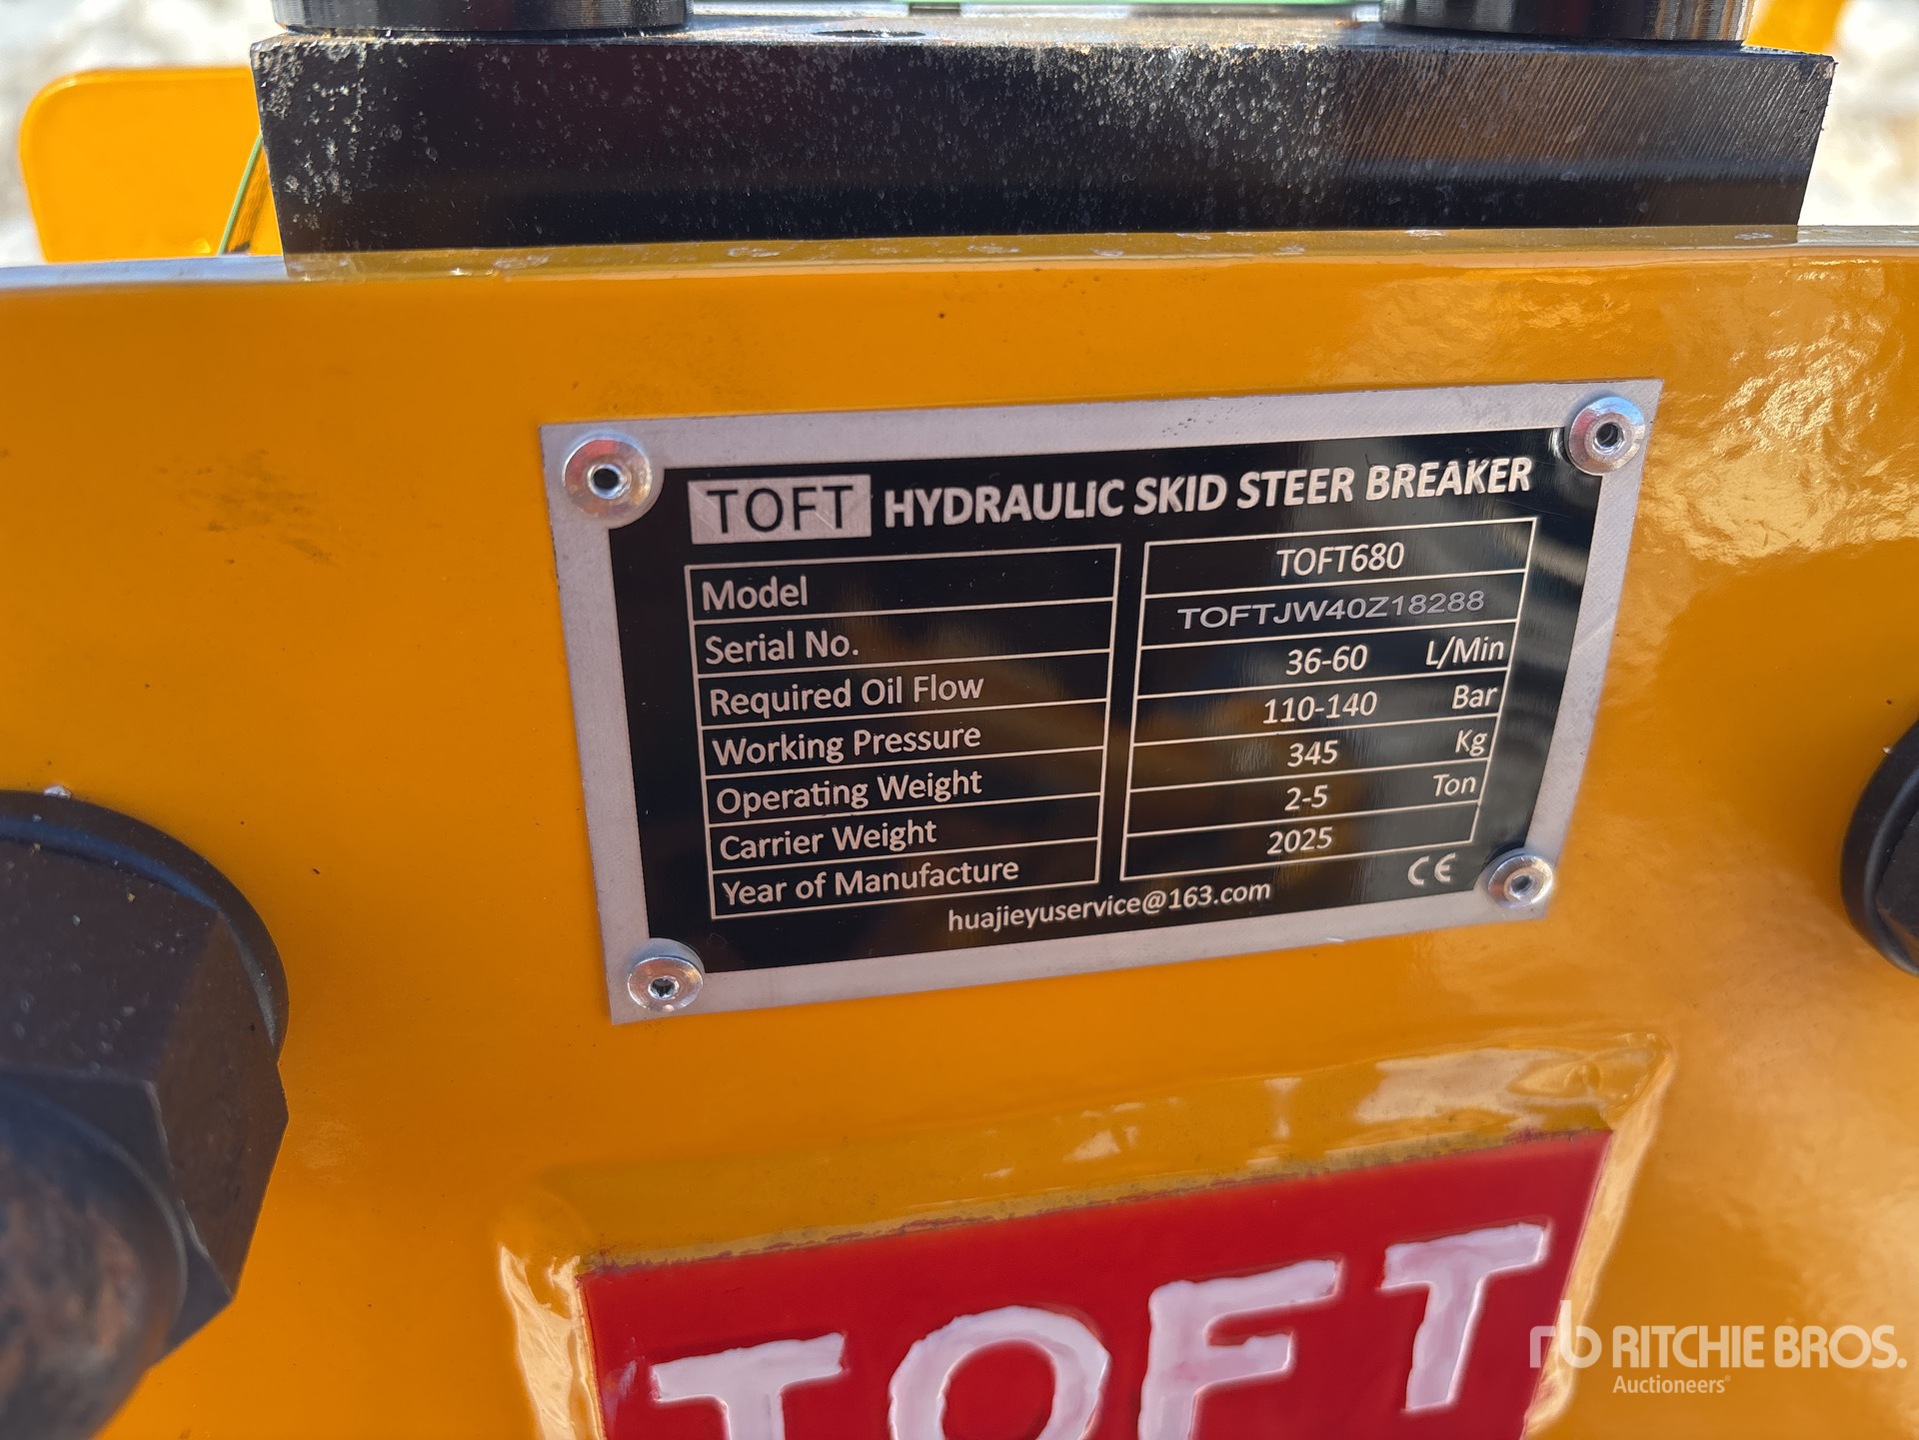 TOFT HYDRAULIC SKID STEER BREAKER
Model TOFT680
Serial No. TOFTJW40Z18288
Required Oil Flow 36-60 L/Min
Working Pressure 110-140 Bar
Operating Weight 345 Kg
Carrier Weight 2-5 Ton
Year of Manufacture 2025
huajieyuservice@163.com CE
TOFT
rb RITCHIE BROS.
Auctioneers®